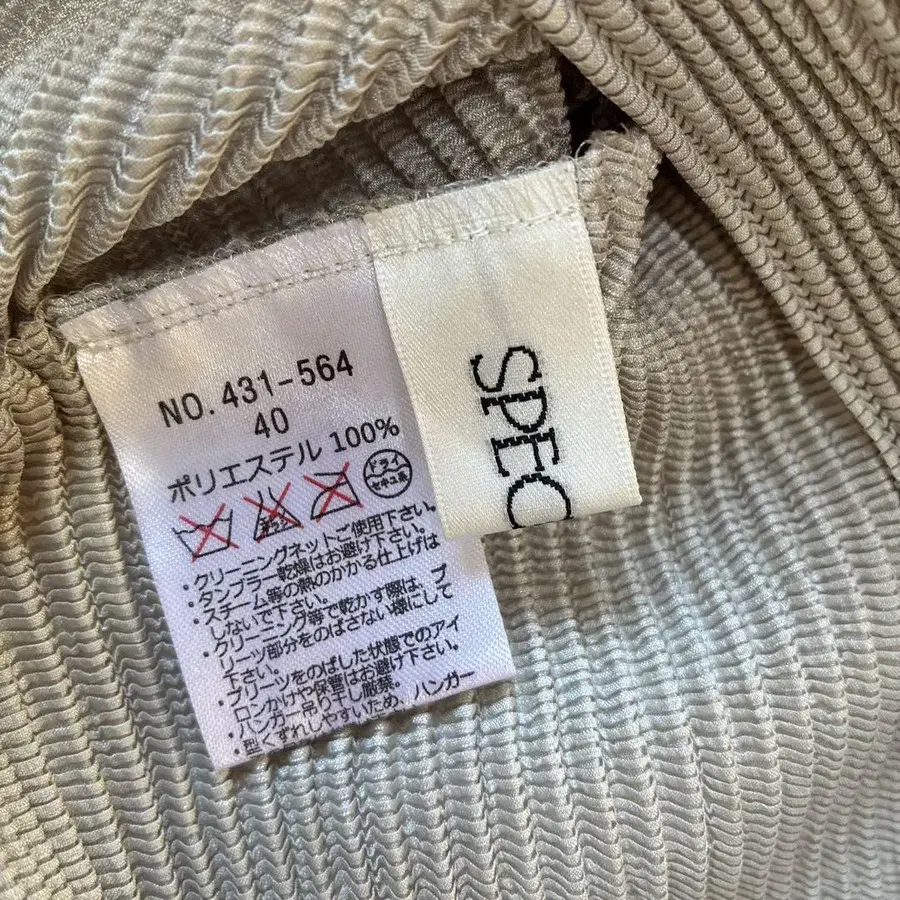 NO. 431-564
40
ポリエステル 100%
エンソサラシ
ドライ
セキユ系
・クリーニングネットご使用下さい。
・タンブラー乾燥はお避け下さい。
・スチーム等の熱のかかる仕上げは
しないで下さい。
・クリーニング等で乾かす際は、プ
リーツ部分をのばさない様にして
下さい。
・プリーツをのばした状態でのアイ
ロンかけや保管はお避け下さい。
・ハンガー吊り干し厳禁。
・型くずれしやすいため、ハンガー
SPEC